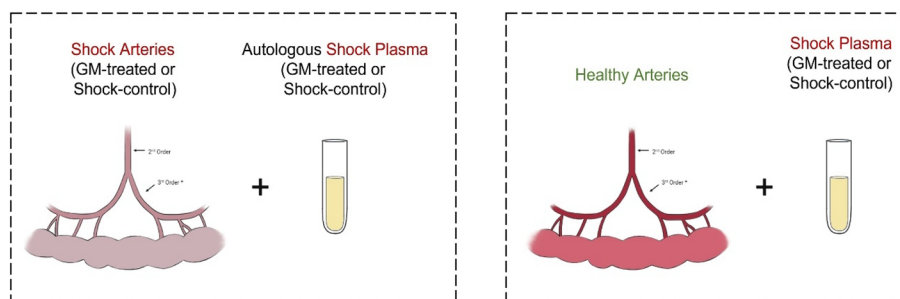 Shock Arteries
(GM-treated or
Shock-control)
Autologous Shock Plasma
(GM-treated or
Shock-control)
2nd Order
3rd Order *
+
Healthy Arteries
Shock Plasma
(GM-treated or
Shock-control)
2nd Order
3rd Order *
+